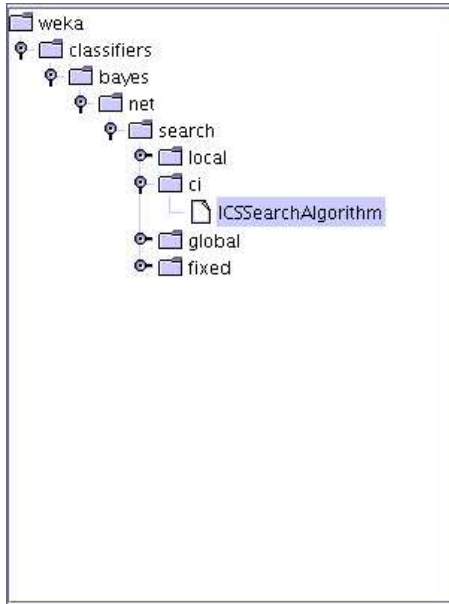 weka
classifiers
bayes
net
search
local
ci
ICSSearchAlgorithm
global
fixed